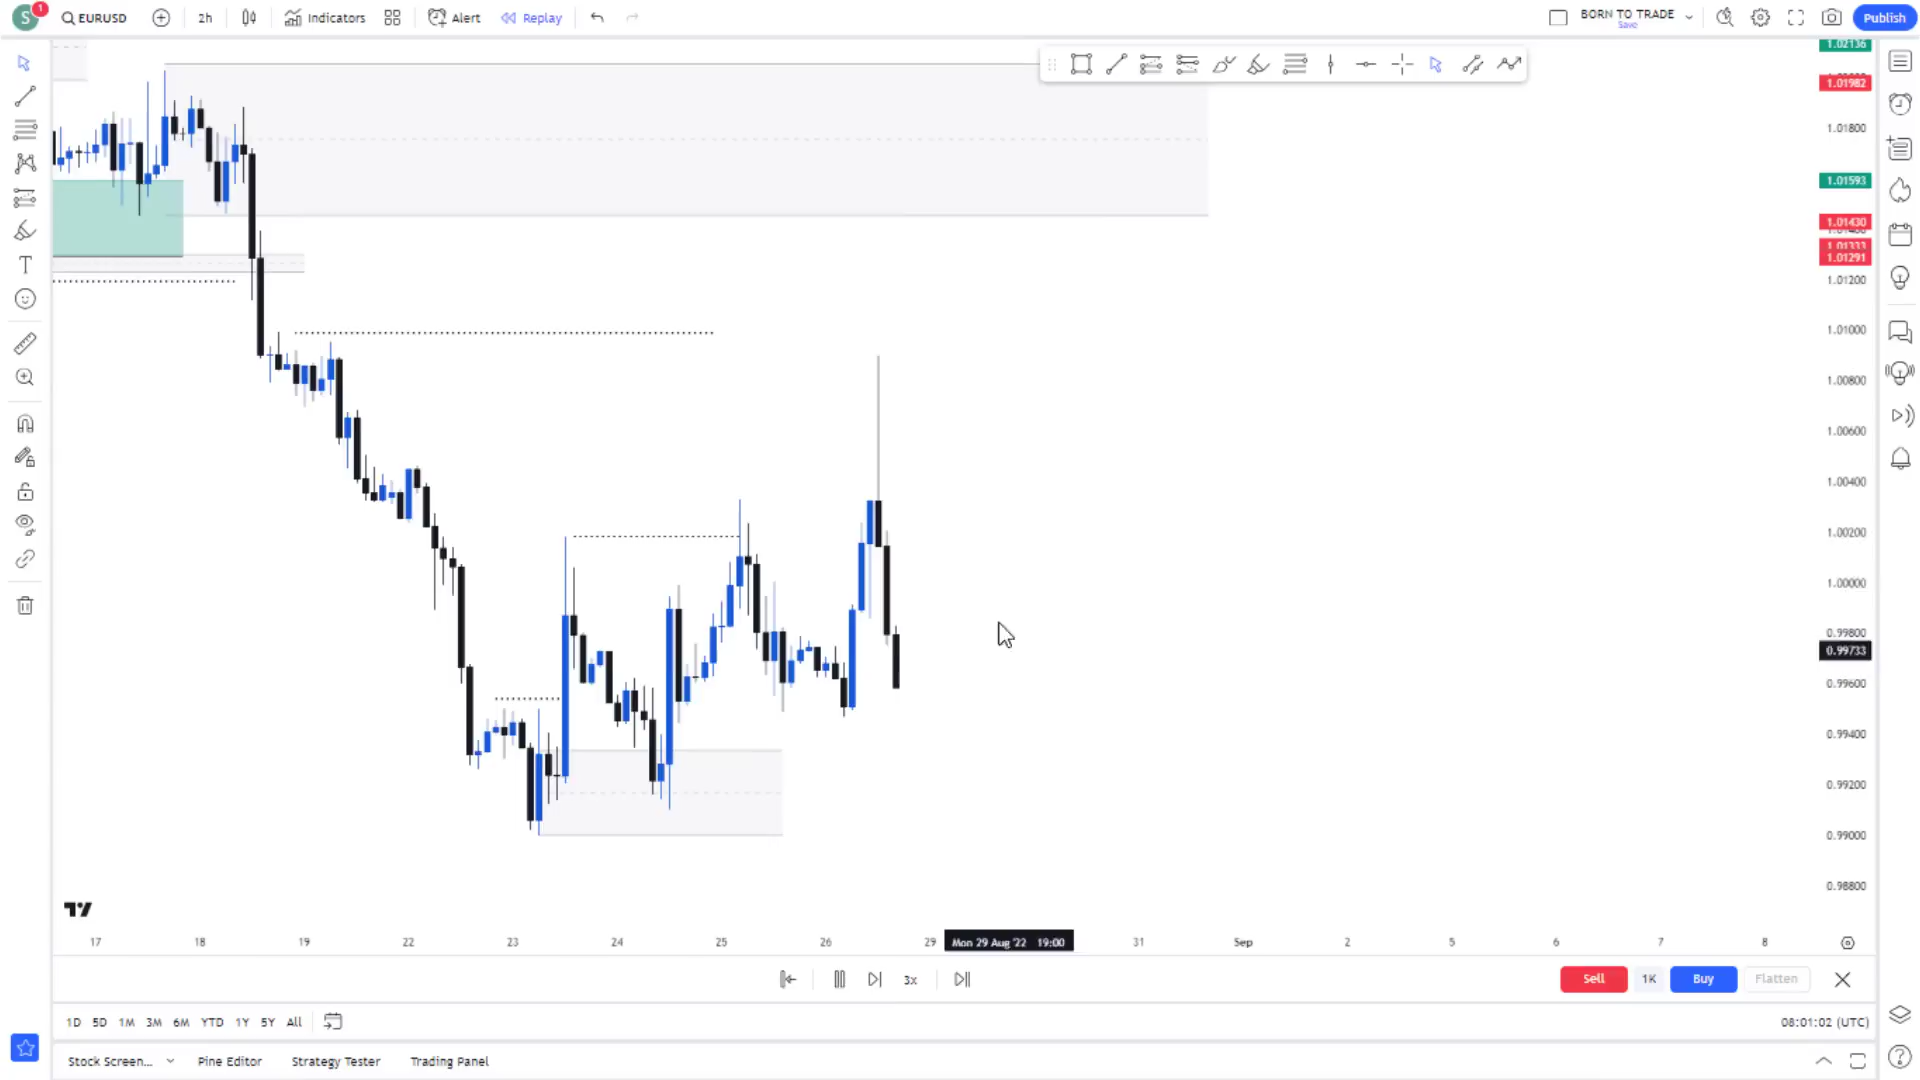 S
1
EURUSD
2h
Indicators
Alert
Replay
BORN TO TRADE
Save
Publish
1.02136
1.01982
1.01800
1.01593
1.01430
1.01333
1.01291
1.01200
1.01000
1.00800
1.00600
1.00400
1.00200
1.00000
0.99800
0.99733
0.99600
0.99400
0.99200
0.99000
0.98800
17 18 19 22 23 24 25 26 29 Mon 29 Aug '22 19:00 31 Sep 2 5 6 7 8
3x
Sell 1K Buy Flatten
1D 5D 1M 3M 6M YTD 1Y 5Y All
08:01:02 (UTC)
Stock Screen... Pine Editor Strategy Tester Trading Panel